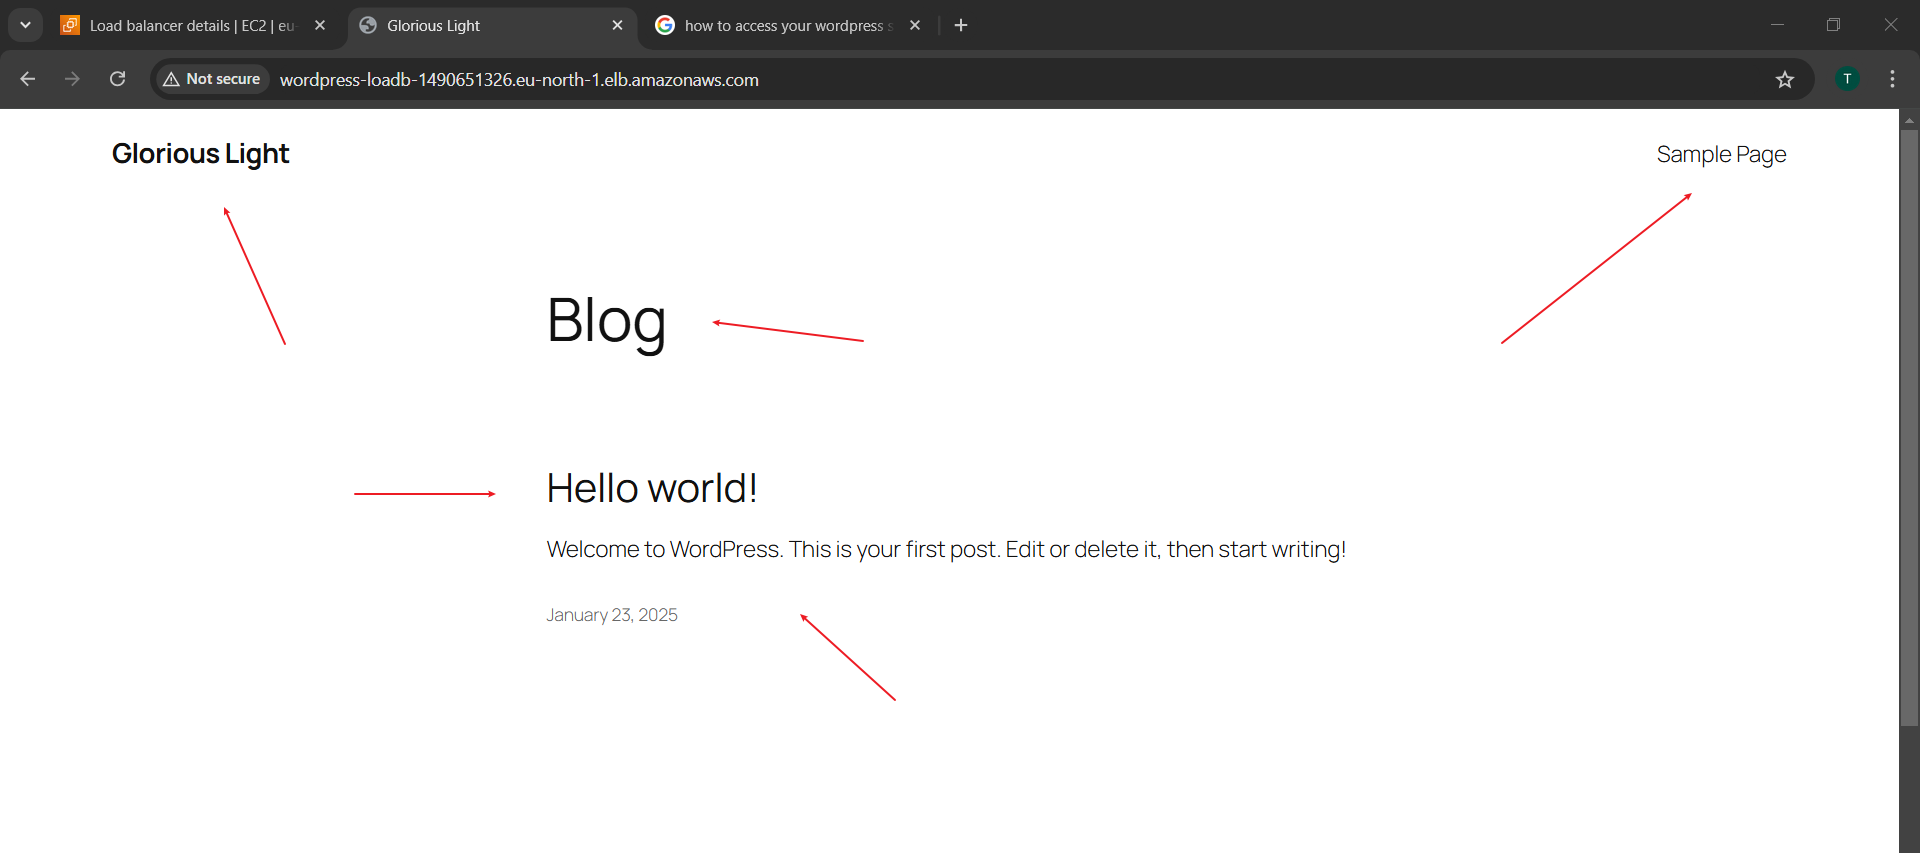 Load balancer details | EC2 | eu-
Glorious Light
how to access your wordpress s
Not secure
wordpress-loadb-1490651326.eu-north-1.elb.amazonaws.com
T
Glorious Light
Sample Page
Blog
Hello world!
Welcome to WordPress. This is your first post. Edit or delete it, then start writing!
January 23, 2025